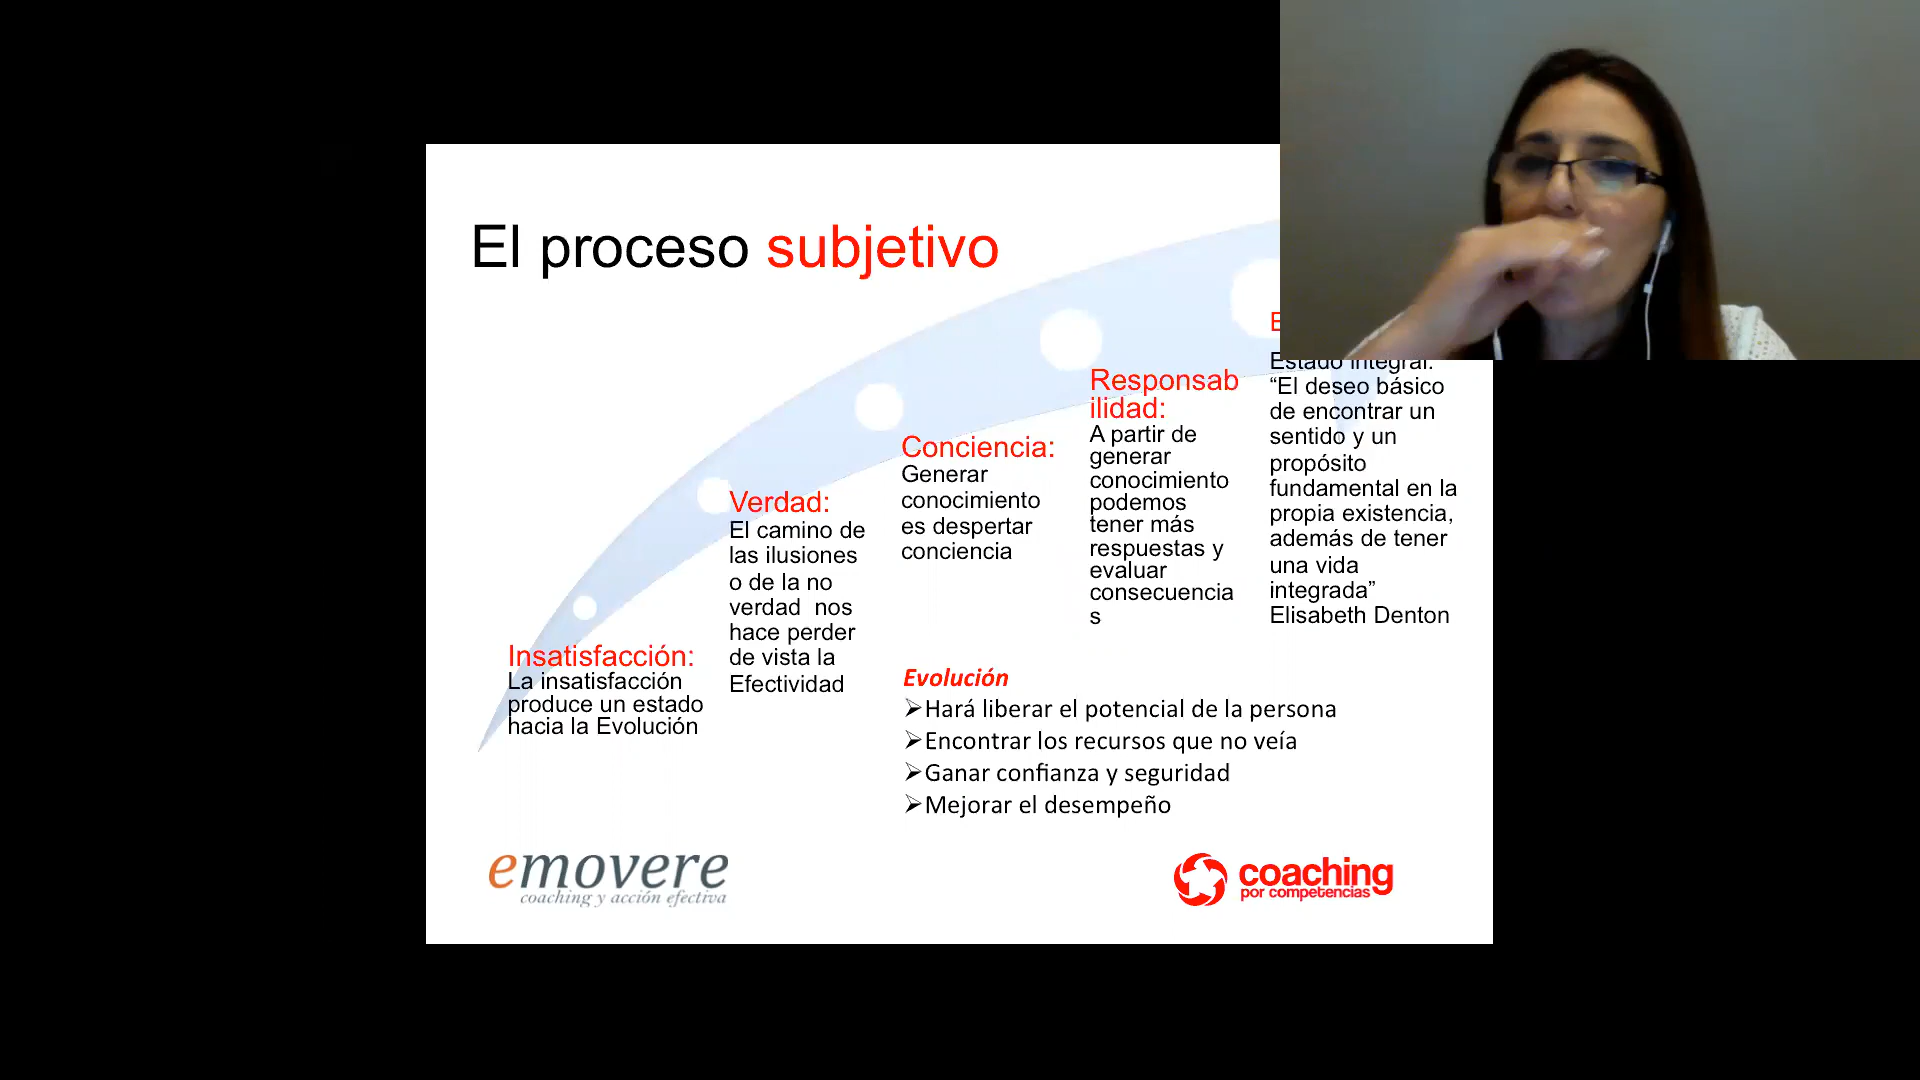 El proceso subjetivo
Insatisfacción:
La insatisfacción
produce un estado
hacia la Evolución
Verdad:
El camino de
las ilusiones
o de la no
verdad  nos
hace perder
de vista la
Efectividad
Conciencia:
Generar
conocimiento
es despertar
conciencia
Responsab
ilidad:
A partir de
generar
conocimiento
podemos
tener más
respuestas y
evaluar
consecuencia
s
Estado integral:
“El deseo básico
de encontrar un
sentido y un
propósito
fundamental en la
propia existencia,
además de tener
una vida
integrada”
Elisabeth Denton
Evolución
➢Hará liberar el potencial de la persona
➢Encontrar los recursos que no veía
➢Ganar confianza y seguridad
➢Mejorar el desempeño
emovere
coaching y acción efectiva
coaching
por competencias